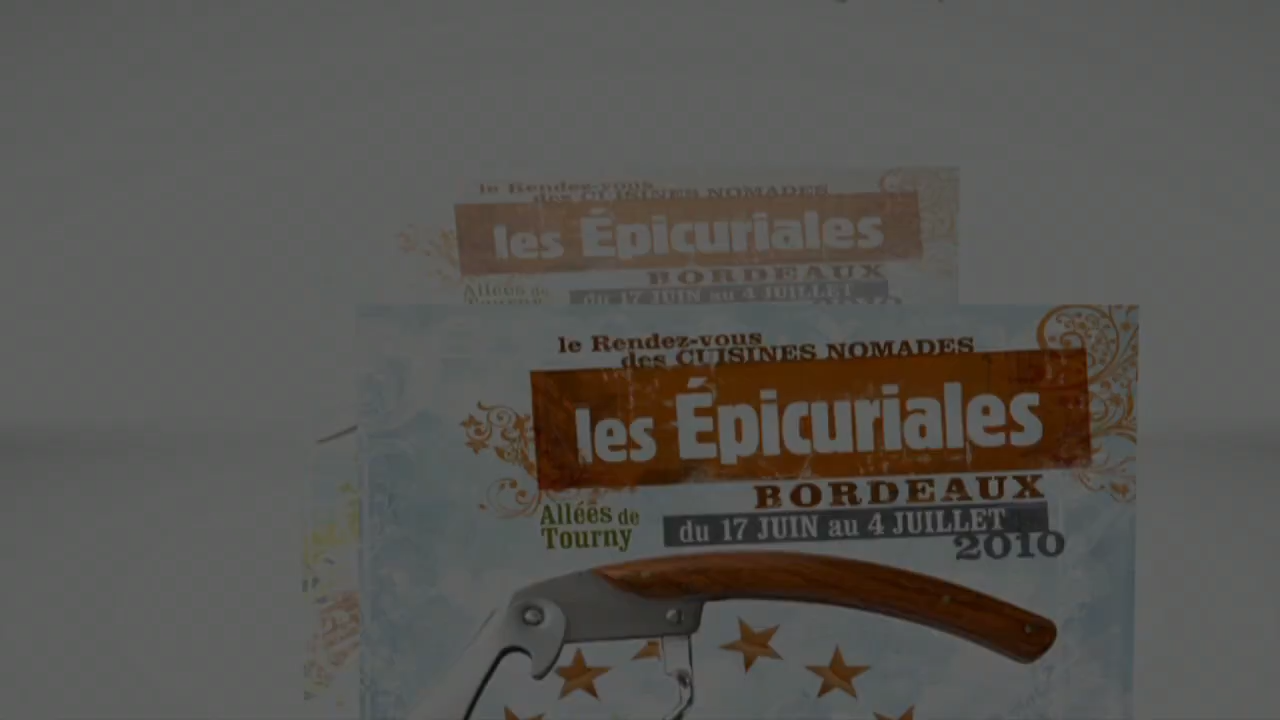 le Rendez-vous
des CUISINES NOMADES
les Épicuriales
BORDEAUX
Allées de
Tourny
du 17 JUIN au 4 JUILLET
2010
le Rendez-vous
des CUISINES NOMADES
les Épicuriales
BORDEAUX
Allées de
Tourny
du 17 JUIN au 4 JUILLET
2010